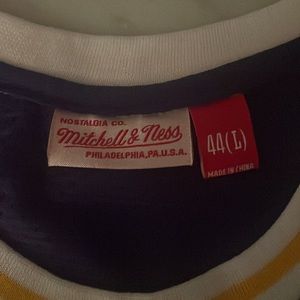 NOSTALGIA CO.
Mitchell & Ness
PHILADELPHIA, PA. U.S.A.
44(L)
MADE IN CHINA